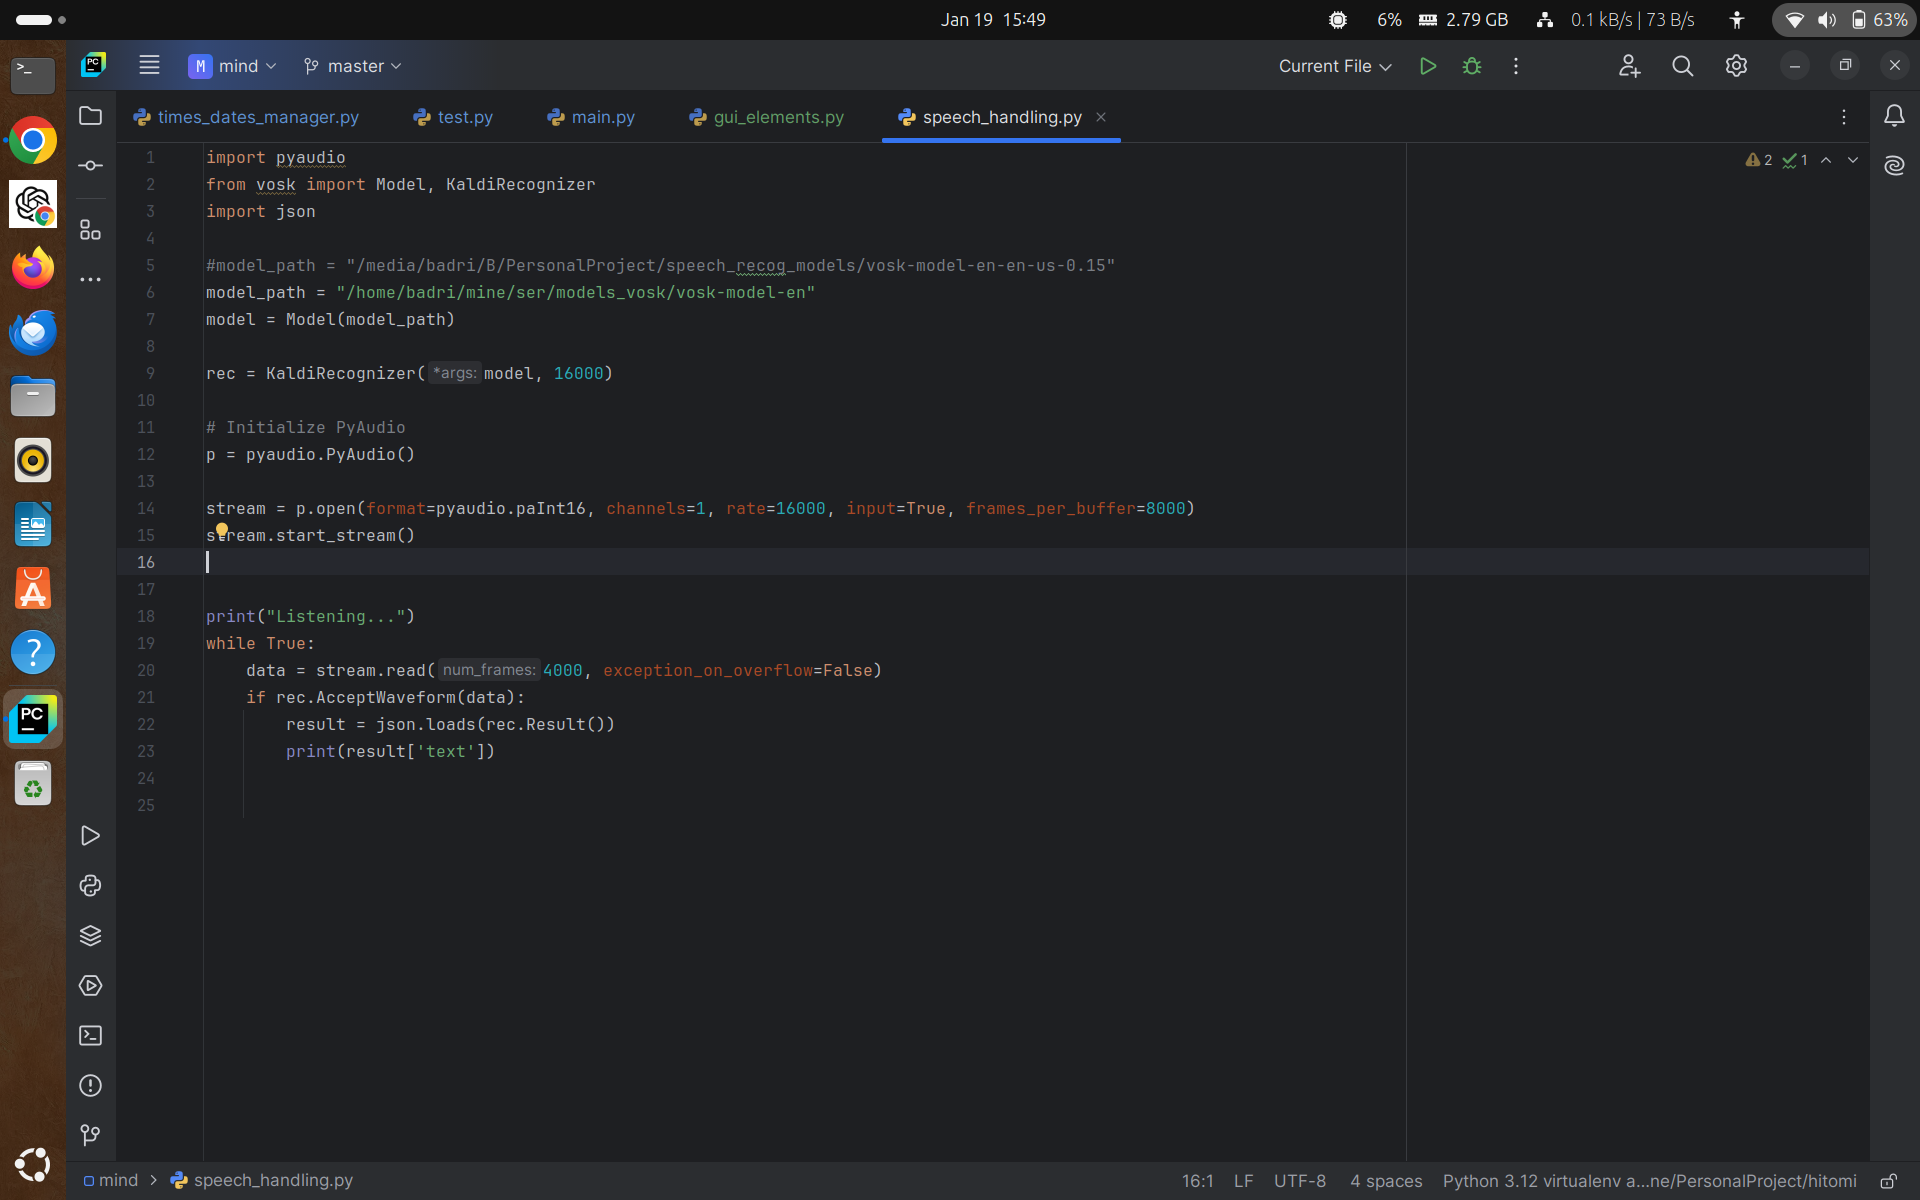 Jan 19 15:49
6% 2.79 GB 0.1 kB/s | 73 B/s 63%
PC M mind master Current File
times_dates_manager.py test.py main.py gui_elements.py speech_handling.py
2 1
1 import pyaudio
2 from vosk import Model, KaldiRecognizer
3 import json
4
5 #model_path = "/media/badri/B/PersonalProject/speech_recog_models/vosk-model-en-en-us-0.15"
6 model_path = "/home/badri/mine/ser/models_vosk/vosk-model-en"
7 model = Model(model_path)
8
9 rec = KaldiRecognizer( *args: model, 16000)
10
11 # Initialize PyAudio
12 p = pyaudio.PyAudio()
13
14 stream = p.open(format=pyaudio.paInt16, channels=1, rate=16000, input=True, frames_per_buffer=8000)
15 stream.start_stream()
16
17
18 print("Listening...")
19 while True:
20 data = stream.read( num_frames: 4000, exception_on_overflow=False)
21 if rec.AcceptWaveform(data):
22 result = json.loads(rec.Result())
23 print(result['text'])
24
25
PC
mind > speech_handling.py 16:1 LF UTF-8 4 spaces Python 3.12 virtualenv a...ne/PersonalProject/hitomi